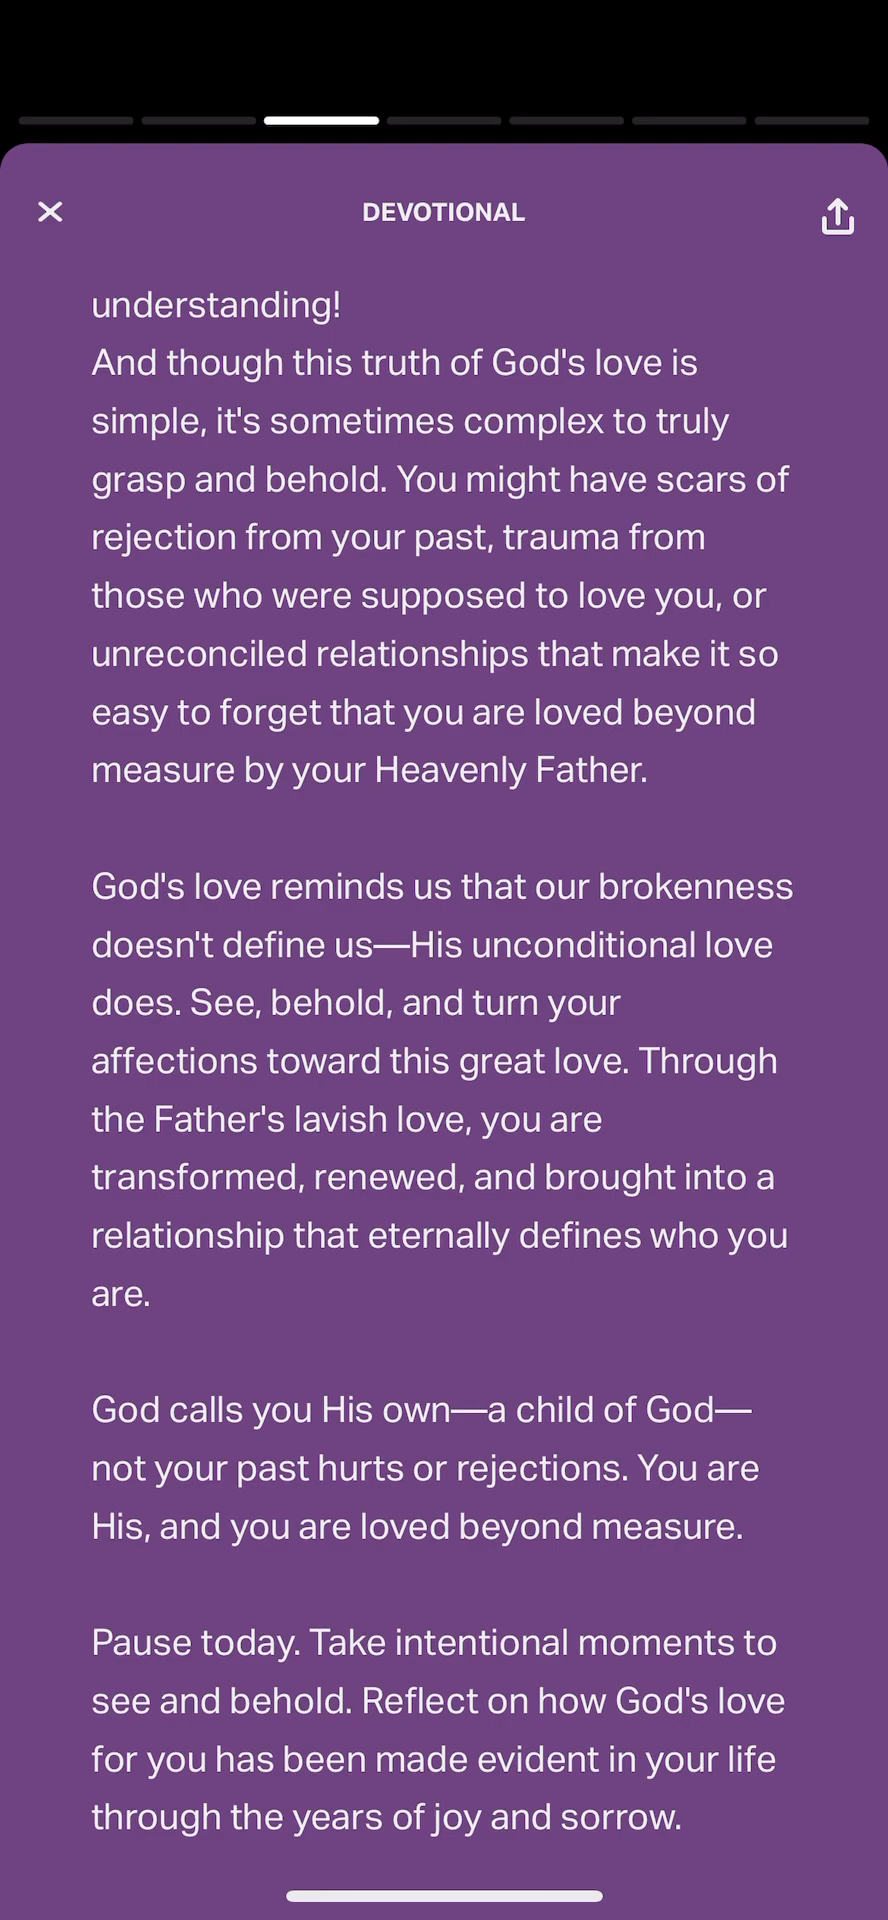 DEVOTIONAL
understanding!
And though this truth of God's love is
simple, it's sometimes complex to truly
grasp and behold. You might have scars of
rejection from your past, trauma from
those who were supposed to love you, or
unreconciled relationships that make it so
easy to forget that you are loved beyond
measure by your Heavenly Father.
God's love reminds us that our brokenness
doesn't define us—His unconditional love
does. See, behold, and turn your
affections toward this great love. Through
the Father's lavish love, you are
transformed, renewed, and brought into a
relationship that eternally defines who you
are.
God calls you His own—a child of God—
not your past hurts or rejections. You are
His, and you are loved beyond measure.
Pause today. Take intentional moments to
see and behold. Reflect on how God's love
for you has been made evident in your life
through the years of joy and sorrow.